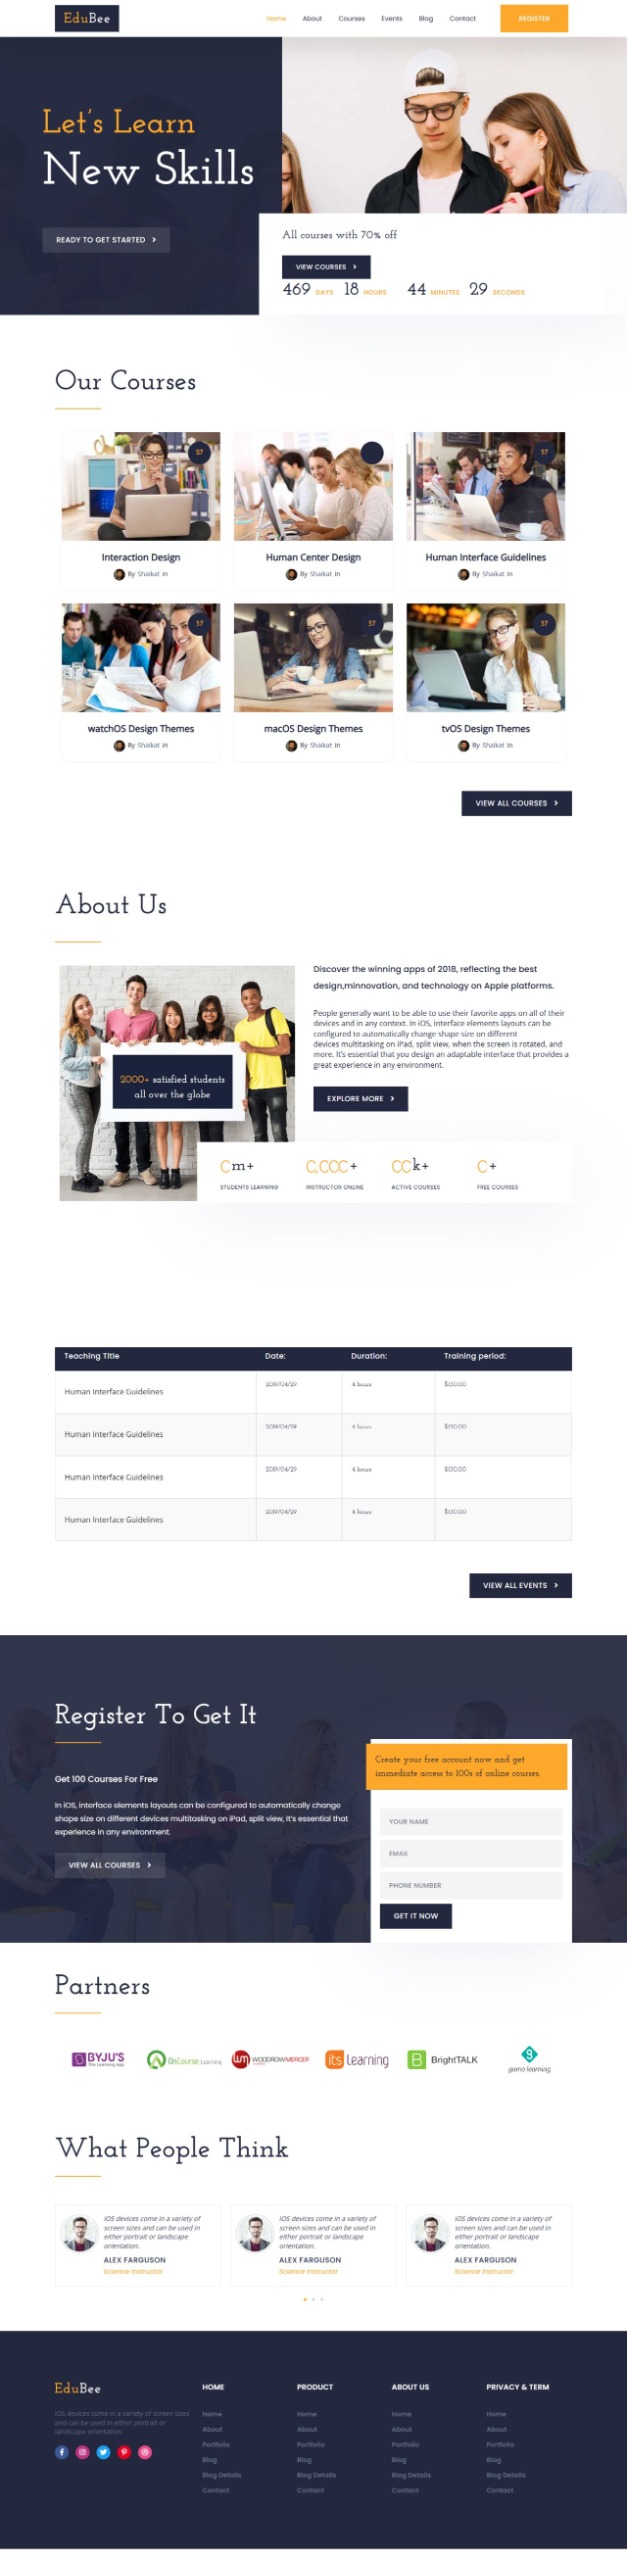 EduBee
Home About Courses Events Blog Contact REGISTER
Let's Learn
New Skills
READY TO GET STARTED
All courses with 70% off
VIEW COURSES
469 DAYS 18 HOURS 44 MINUTES 29 SECONDS
Our Courses
27
57
Interaction Design
Human Center Design
Human Interface Guidelines
By Shaikat in
By Shaikat in
By Shaikat in
57
57
57
watchOS Design Themes
macOS Design Themes
tvOS Design Themes
By Shaikat in
By Shaikat in
By Shaikat in
VIEW ALL COURSES
About Us
2000+ satisfied students
all over the globe
Discover the winning apps of 2018, reflecting the best
design,minnovation, and technology on Apple platforms.
People generally want to be able to use their favorite apps on all of their
devices and in any context. In iOS, interface elements layouts can be
configured to automatically change shape size on different
devices multitasking on iPad, split view, when the screen is rotated, and
more. It's essential that you design an adaptable interface that provides a
great experience in any environment.
EXPLORE MORE
m+
+
k+
+
STUDENTS LEARNING
INSTRUCTOR ONLINE
ACTIVE COURSES
FREE COURSES
Teaching Title Date: Duration: Training period:
Human Interface Guidelines 2019/04/29 4 hours $130.00
Human Interface Guidelines 2019/04/29 4 hours $130.00
Human Interface Guidelines 2019/04/29 4 hours $130.00
Human Interface Guidelines 2019/04/29 4 hours $130.00
VIEW ALL EVENTS
Register To Get It
Get 100 Courses For Free
In iOS, interface elements layouts can be configured to automatically change
shape size on different devices multitasking on iPad, split view, it's essential that
experience in any environment.
VIEW ALL COURSES
Create your free account now and get
immediate access to 100s of online courses.
YOUR NAME
EMAIL
PHONE NUMBER
GET IT NOW
Partners
BYJU'S
The Learning App
OnCourse Learning
WOODROWMERCER
its learning
BrightTALK
gomo learning
What People Think
iOS devices come in a variety of
screen sizes and can be used in
either portrait or landscape
orientation.
ALEX FARGUSON
Science Instructor
iOS devices come in a variety of
screen sizes and can be used in
either portrait or landscape
orientation.
ALEX FARGUSON
Science Instructor
iOS devices come in a variety of
screen sizes and can be used in
either portrait or landscape
orientation.
ALEX FARGUSON
Science Instructor
EduBee
iOS devices come in a variety of screen sizes
and can be used in either portrait or
landscape orientation.
HOME
Home
About
Portfolio
Blog
Blog Details
Contact
PRODUCT
Home
About
Portfolio
Blog
Blog Details
Contact
ABOUT US
Home
About
Portfolio
Blog
Blog Details
Contact
PRIVACY & TERM
Home
About
Portfolio
Blog
Blog Details
Contact